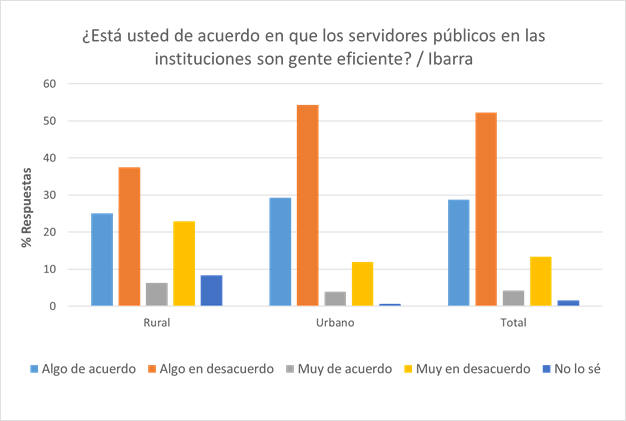 ¿Está usted de acuerdo en que los servidores públicos en las
instituciones son gente eficiente? / Ibarra
60
50
40
30
20
10
0
% Respuestas
Rural
Urbano
Total
Algo de acuerdo
Algo en desacuerdo
Muy de acuerdo
Muy en desacuerdo
No lo sé